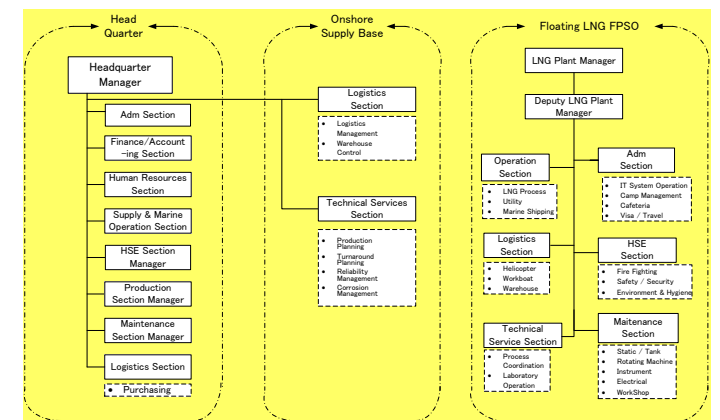 Head
Quarter
Headquarter
Manager
Adm Section
Finance/Account
-ing Section
Human Resources
Section
Supply & Marine
Operation Section
HSE Section
Manager
Production
Section Manager
Maintenance
Section Manager
Logistics Section
• Purchasing
Onshore
Supply Base
Logistics
Section
• Logistics
Management
• Warehouse
Control
Technical Services
Section
• Production
Planning
• Turnaround
Planning
• Reliability
Management
• Corrosion
Management
Floating LNG FPSO
LNG Plant Manager
Deputy LNG Plant
Manager
Operation
Section
• LNG Process
• Utility
• Marine Shipping
Adm
Section
• IT System Operation
• Camp Management
• Cafeteria
• Visa / Travel
Logistics
Section
• Helicopter
• Workboat
• Warehouse
HSE
Section
• Fire Fighting
• Safety / Security
• Environment & Hygiene
Technical
Service Section
• Process
Coordination
• Laboratory
Operation
Maitenance
Section
• Static / Tank
• Rotating Machine
• Instrument
• Electrical
• WorkShop